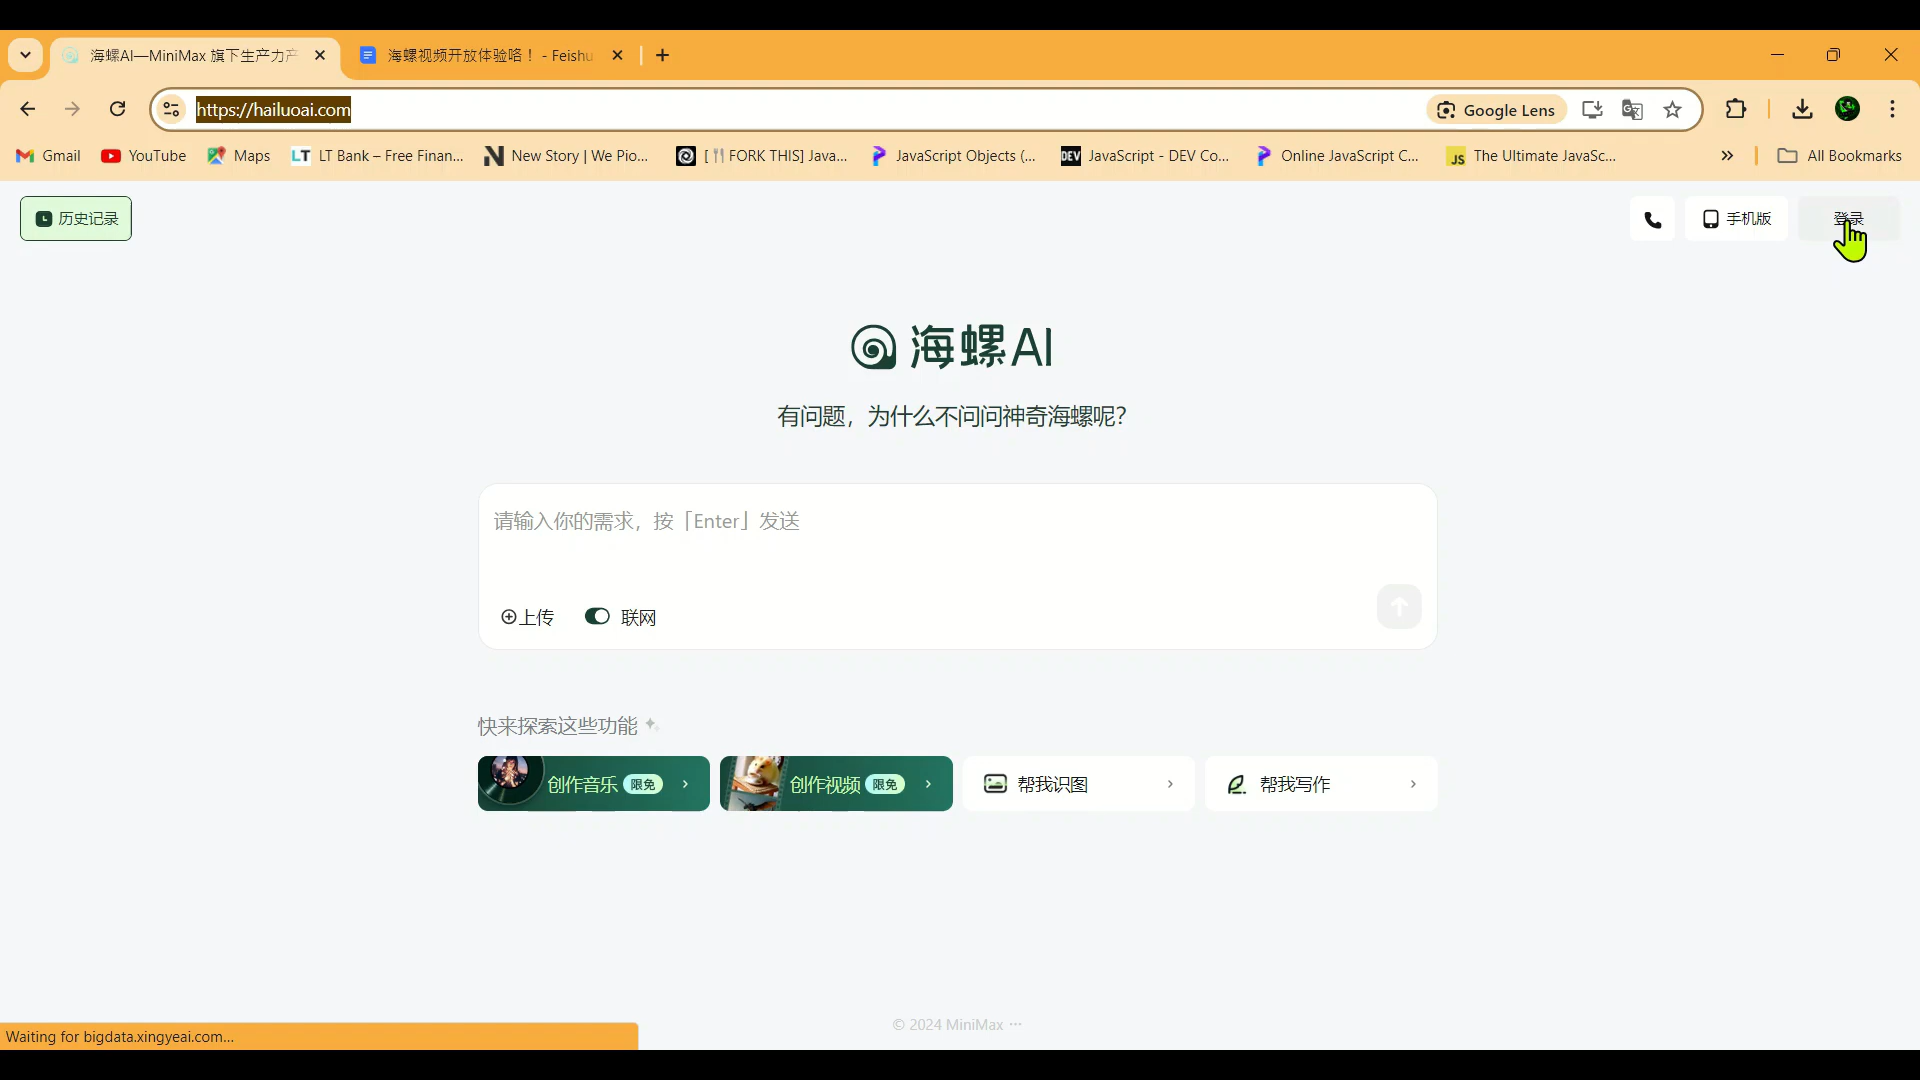 海螺AI—MiniMax 旗下生产力产
海螺视频开放体验咯！ - Feishu
https://hailuoai.com
Google Lens
Gmail
YouTube
Maps
LT Bank – Free Finan...
New Story | We Pio...
[🍴FORK THIS] Java...
JavaScript Objects (...
DEV
JavaScript - DEV Co...
Online JavaScript C...
JS
The Ultimate JavaSc...
All Bookmarks
历史记录
手机版
登录
海螺AI
有问题，为什么不问问神奇海螺呢？
请输入你的需求，按「Enter」发送
上传
联网
快来探索这些功能
创作音乐 限免
创作视频 限免
帮我识图
帮我写作
© 2024 MiniMax ···
Waiting for bigdata.xingyeai.com...